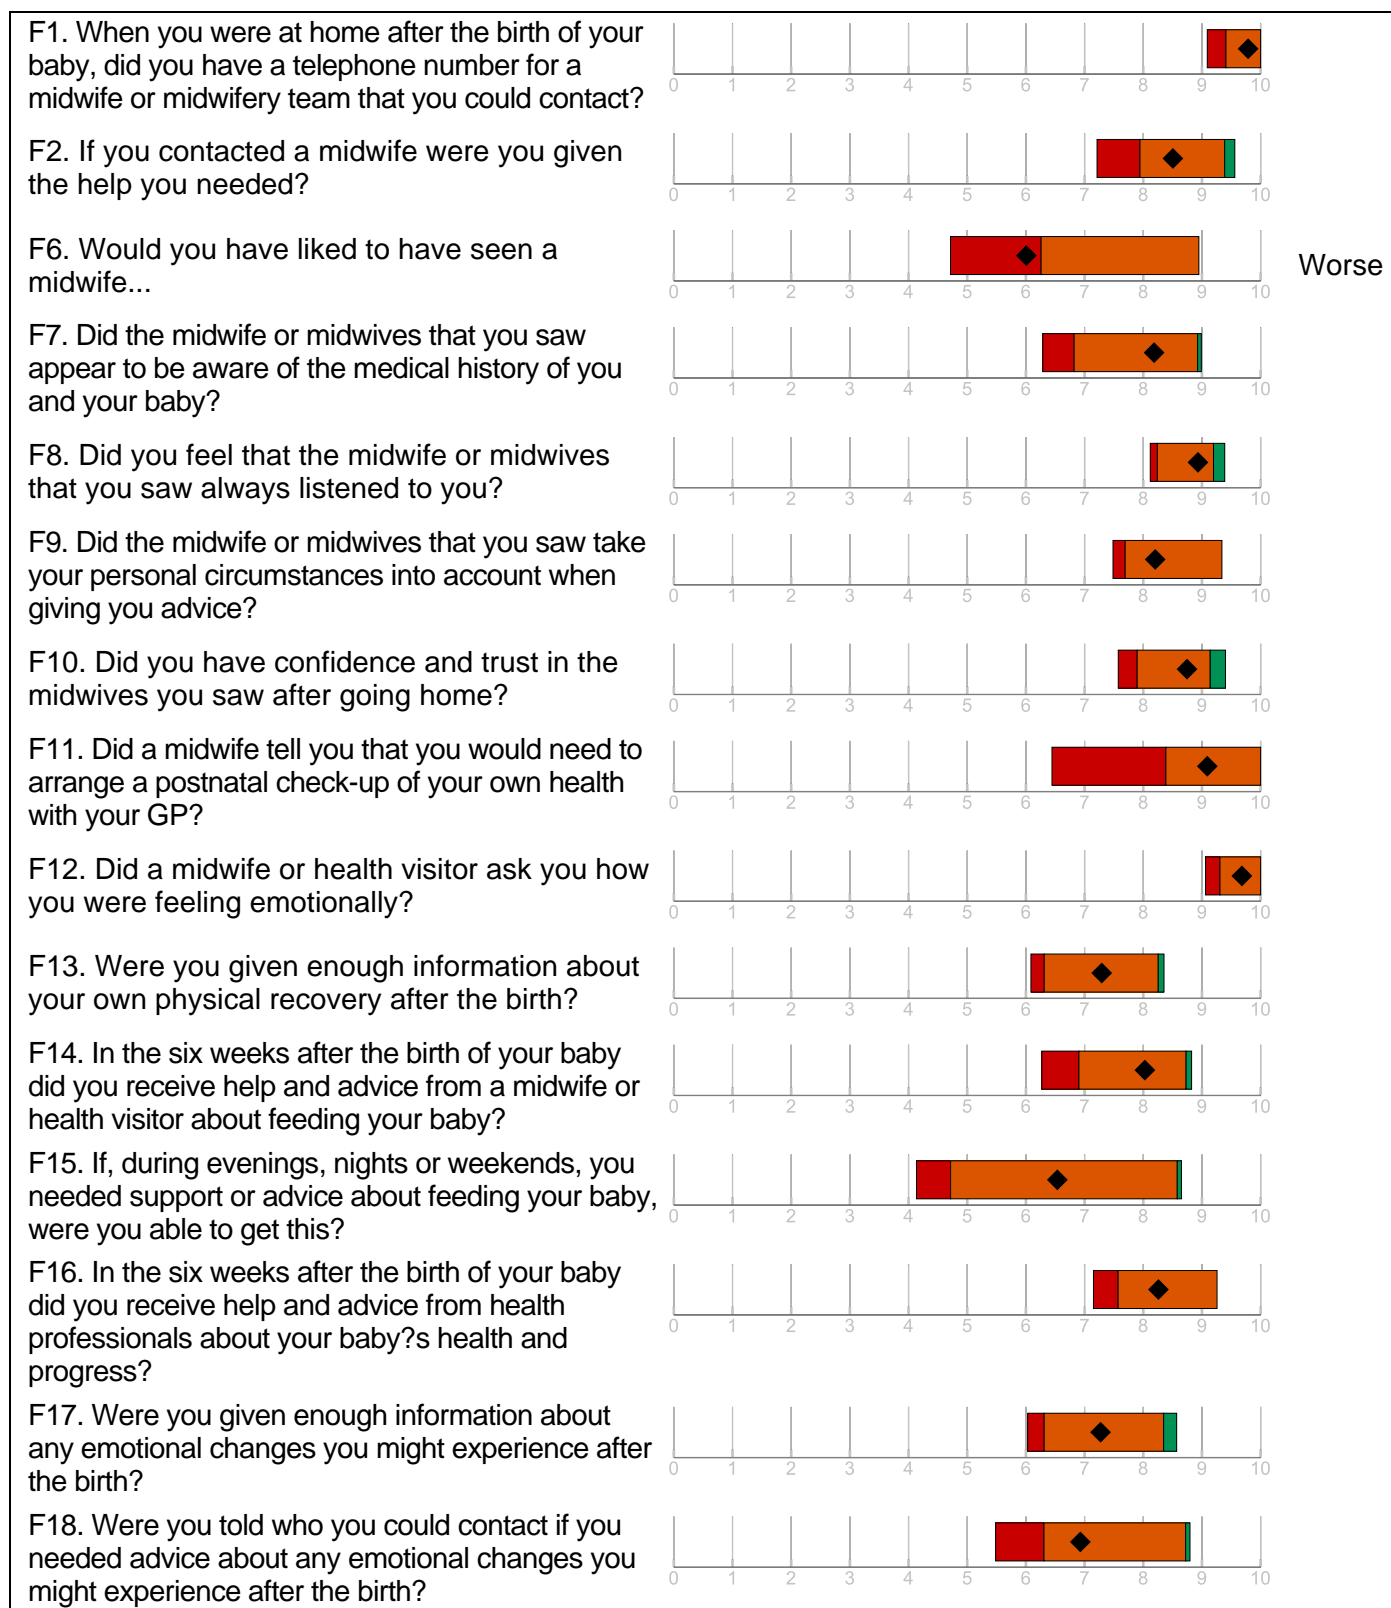 F1. When you were at home after the birth of your
baby, did you have a telephone number for a
midwife or midwifery team that you could contact?
0 1 2 3 4 5 6 7 8 9 10
F2. If you contacted a midwife were you given
the help you needed?
0 1 2 3 4 5 6 7 8 9 10
F6. Would you have liked to have seen a
midwife...
Worse
0 1 2 3 4 5 6 7 8 9 10
F7. Did the midwife or midwives that you saw
appear to be aware of the medical history of you
and your baby?
0 1 2 3 4 5 6 7 8 9 10
F8. Did you feel that the midwife or midwives
that you saw always listened to you?
0 1 2 3 4 5 6 7 8 9 10
F9. Did the midwife or midwives that you saw take
your personal circumstances into account when
giving you advice?
0 1 2 3 4 5 6 7 8 9 10
F10. Did you have confidence and trust in the
midwives you saw after going home?
0 1 2 3 4 5 6 7 8 9 10
F11. Did a midwife tell you that you would need to
arrange a postnatal check-up of your own health
with your GP?
0 1 2 3 4 5 6 7 8 9 10
F12. Did a midwife or health visitor ask you how
you were feeling emotionally?
0 1 2 3 4 5 6 7 8 9 10
F13. Were you given enough information about
your own physical recovery after the birth?
0 1 2 3 4 5 6 7 8 9 10
F14. In the six weeks after the birth of your baby
did you receive help and advice from a midwife or
health visitor about feeding your baby?
0 1 2 3 4 5 6 7 8 9 10
F15. If, during evenings, nights or weekends, you
needed support or advice about feeding your baby,
were you able to get this?
0 1 2 3 4 5 6 7 8 9 10
F16. In the six weeks after the birth of your baby
did you receive help and advice from health
professionals about your baby?s health and
progress?
0 1 2 3 4 5 6 7 8 9 10
F17. Were you given enough information about
any emotional changes you might experience after
the birth?
0 1 2 3 4 5 6 7 8 9 10
F18. Were you told who you could contact if you
needed advice about any emotional changes you
might experience after the birth?
0 1 2 3 4 5 6 7 8 9 10